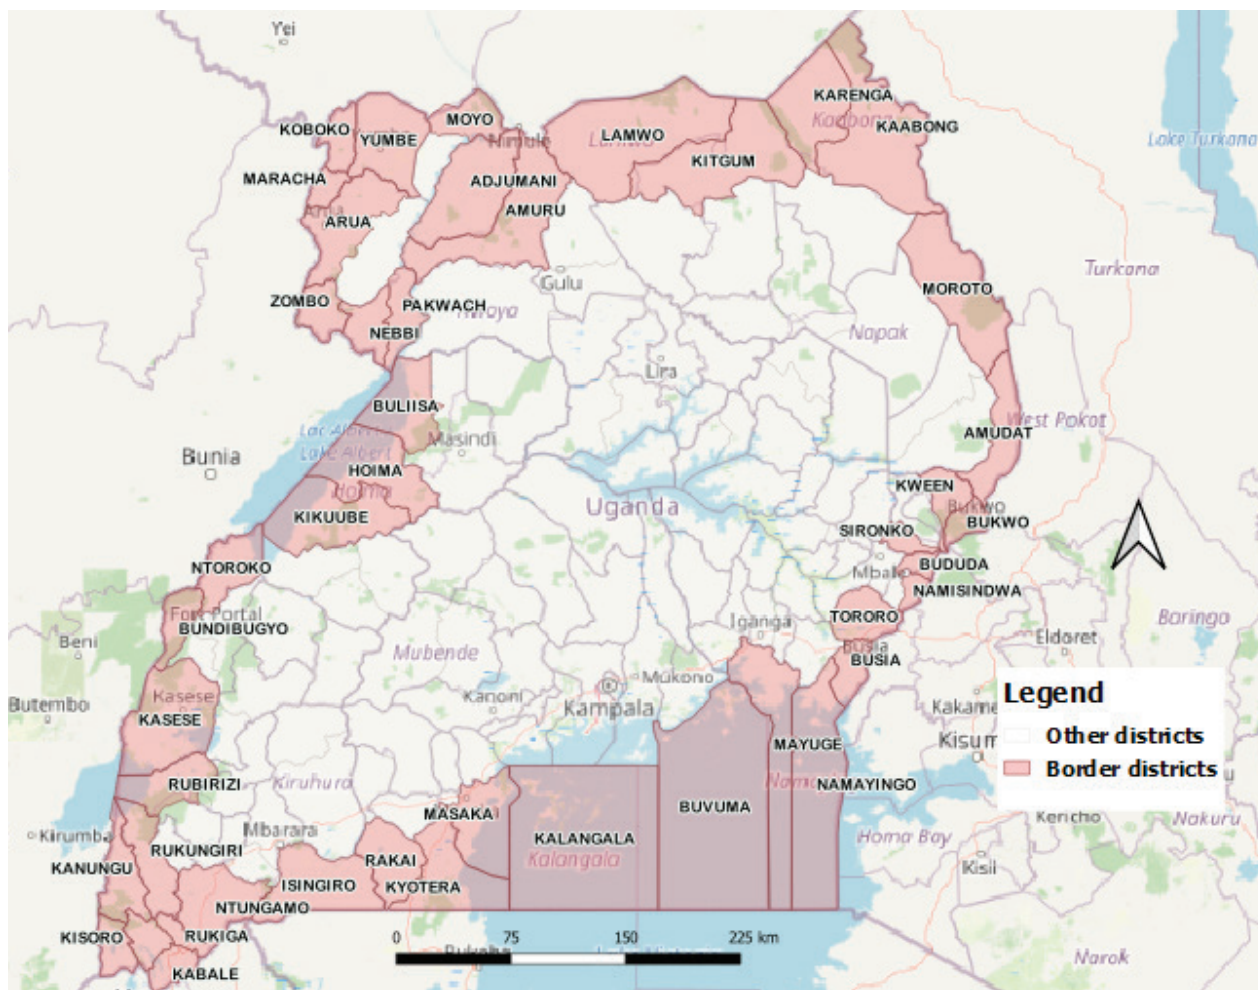 Yei
KARENGA
Kaabong
KAABONG
MOYO
KOBOKO
YUMBE
Nimule
LAMWO
Lake Turkana
KITGUM
MARACHA
ADJUMANI
AMURU
ARUA
Turkana
Gulu
MOROTO
ZOMBO
PAKWACH
NEBBI
Napak
Lira
BULIISA
West Pokot
Lac Albert
Lake Albert
Masindi
AMUDAT
Bunia
HOIMA
Hoima
KWEEN
Bukwo
BUKWO
KIKUUBE
Uganda
SIRONKO
BUDUDA
NTOROKO
Mbale
NAMISINDWA
Fort Portal
BUNDIBUGYO
TORORO
Iganga
Baringo
Beni
Busia
BUSIA
Eldoret
Mubende
Mukono
Kasese
Kanoni
Kampala
Butembo
KASESE
Kakame
Legend
Other districts
Border districts
MAYUGE
Kisum
RUBIRIZI
Kiruhura
NAMAYINGO
BUVUMA
MASAKA
Kirumba
Mbarara
KALANGALA
Kalangala
Homa Bay
Kericho
Nakuru
RUKUNGIRI
RAKAI
KANUNGU
ISINGIRO
KYOTERA
Kisii
NTUNGAMO
KISORO
RUKIGA
0 75 150 225 km
Narok
KABALE